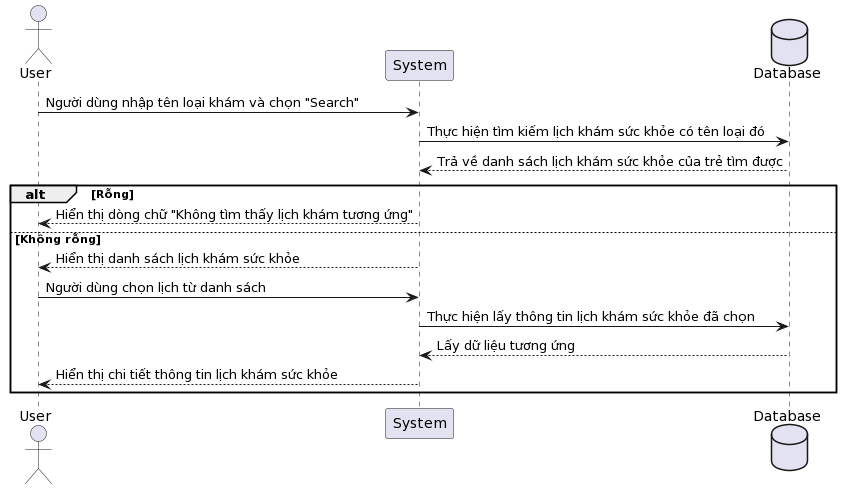 User
System
Database
Người dùng nhập tên loại khám và chọn "Search"
Thực hiện tìm kiếm lịch khám sức khỏe có tên loại đó
Trả về danh sách lịch khám sức khỏe của trẻ tìm được
alt [Rỗng]
Hiển thị dòng chữ "Không tìm thấy lịch khám tương ứng"
[Không rỗng]
Hiển thị danh sách lịch khám sức khỏe
Người dùng chọn lịch từ danh sách
Thực hiện lấy thông tin lịch khám sức khỏe đã chọn
Lấy dữ liệu tương ứng
Hiển thị chi tiết thông tin lịch khám sức khỏe
User
System
Database